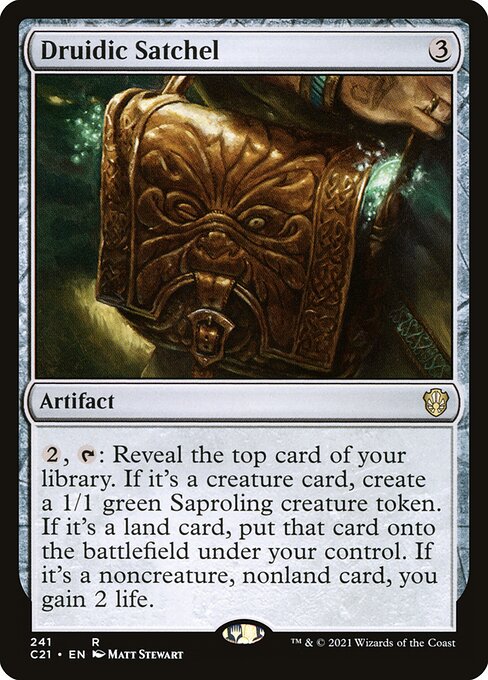 Druidic Satchel 3
Artifact
2, T: Reveal the top card of your
library. If it's a creature card, create
a 1/1 green Saproling creature token.
If it's a land card, put that card onto
the battlefield under your control. If
it's a noncreature, nonland card, you
gain 2 life.
241 R
C21 • EN Matt Stewart
™ & © 2021 Wizards of the Coast